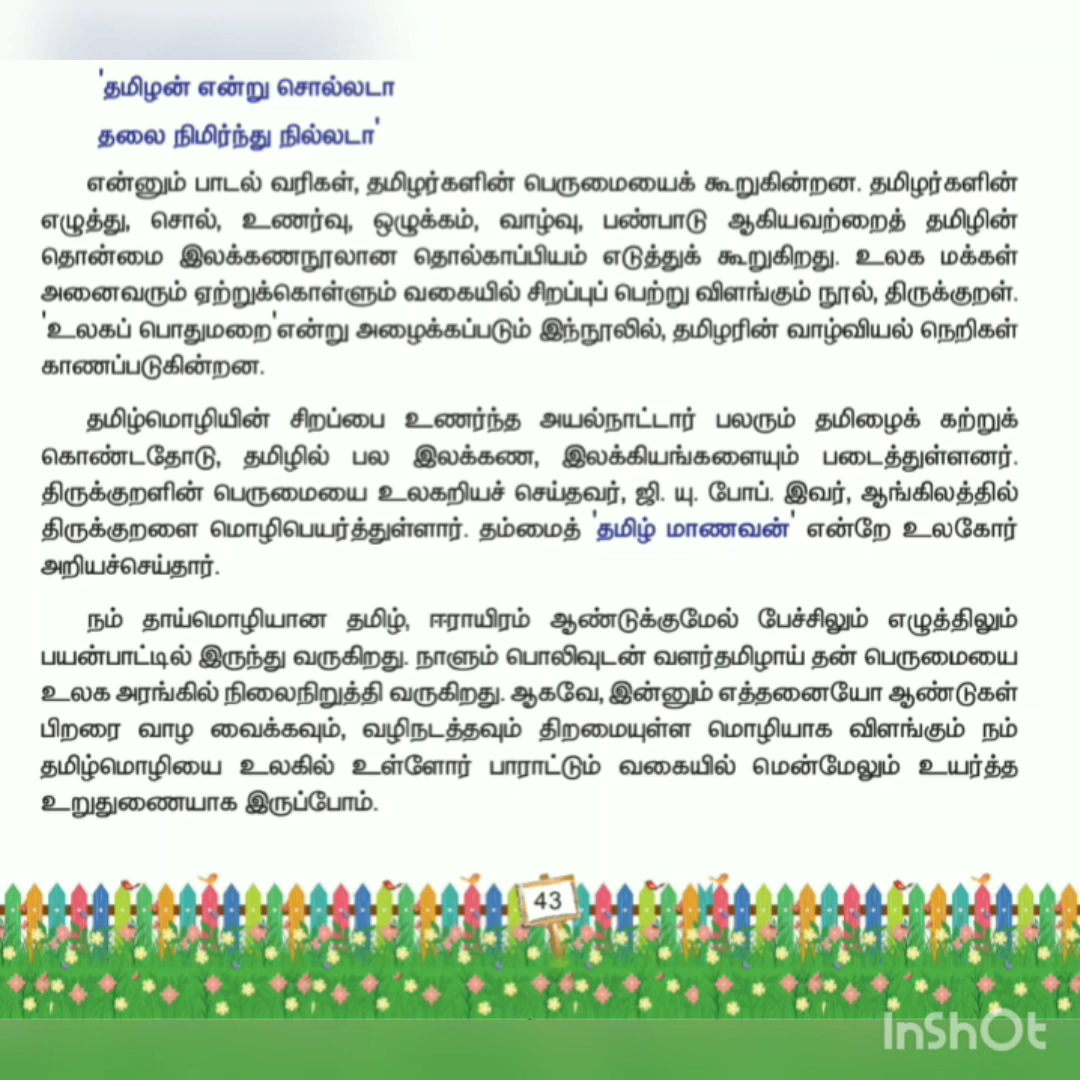 'தமிழன் என்று சொல்லடா
தலை நிமிர்ந்து நில்லடா'
என்னும் பாடல் வரிகள், தமிழர்களின் பெருமையைக் கூறுகின்றன. தமிழர்களின்
எழுத்து, சொல், உணர்வு, ஒழுக்கம், வாழ்வு, பண்பாடு ஆகியவற்றைத் தமிழின்
தொன்மை இலக்கணநூலான தொல்காப்பியம் எடுத்துக் கூறுகிறது. உலக மக்கள்
அனைவரும் ஏற்றுக்கொள்ளும் வகையில் சிறப்புப் பெற்று விளங்கும் நூல், திருக்குறள்.
'உலகப் பொதுமறை'என்று அழைக்கப்படும் இந்நூலில், தமிழரின் வாழ்வியல் நெறிகள்
காணப்படுகின்றன.
தமிழ்மொழியின் சிறப்பை உணர்ந்த அயல்நாட்டார் பலரும் தமிழைக் கற்றுக்
கொண்டதோடு, தமிழில் பல இலக்கண, இலக்கியங்களையும் படைத்துள்ளனர்.
திருக்குறளின் பெருமையை உலகறியச் செய்தவர், ஜி. யு. போப். இவர், ஆங்கிலத்தில்
திருக்குறளை மொழிபெயர்த்துள்ளார். தம்மைத் 'தமிழ் மாணவன்' என்றே உலகோர்
அறியச்செய்தார்.
நம் தாய்மொழியான தமிழ், ஈராயிரம் ஆண்டுக்குமேல் பேச்சிலும் எழுத்திலும்
பயன்பாட்டில் இருந்து வருகிறது. நாளும் பொலிவுடன் வளர்தமிழாய் தன் பெருமையை
உலக அரங்கில் நிலைநிறுத்தி வருகிறது. ஆகவே, இன்னும் எத்தனையோ ஆண்டுகள்
பிறரை வாழ வைக்கவும், வழிநடத்தவும் திறமையுள்ள மொழியாக விளங்கும் நம்
தமிழ்மொழியை உலகில் உள்ளோர் பாராட்டும் வகையில் மென்மேலும் உயர்த்த
உறுதுணையாக இருப்போம்.
43
InShOt